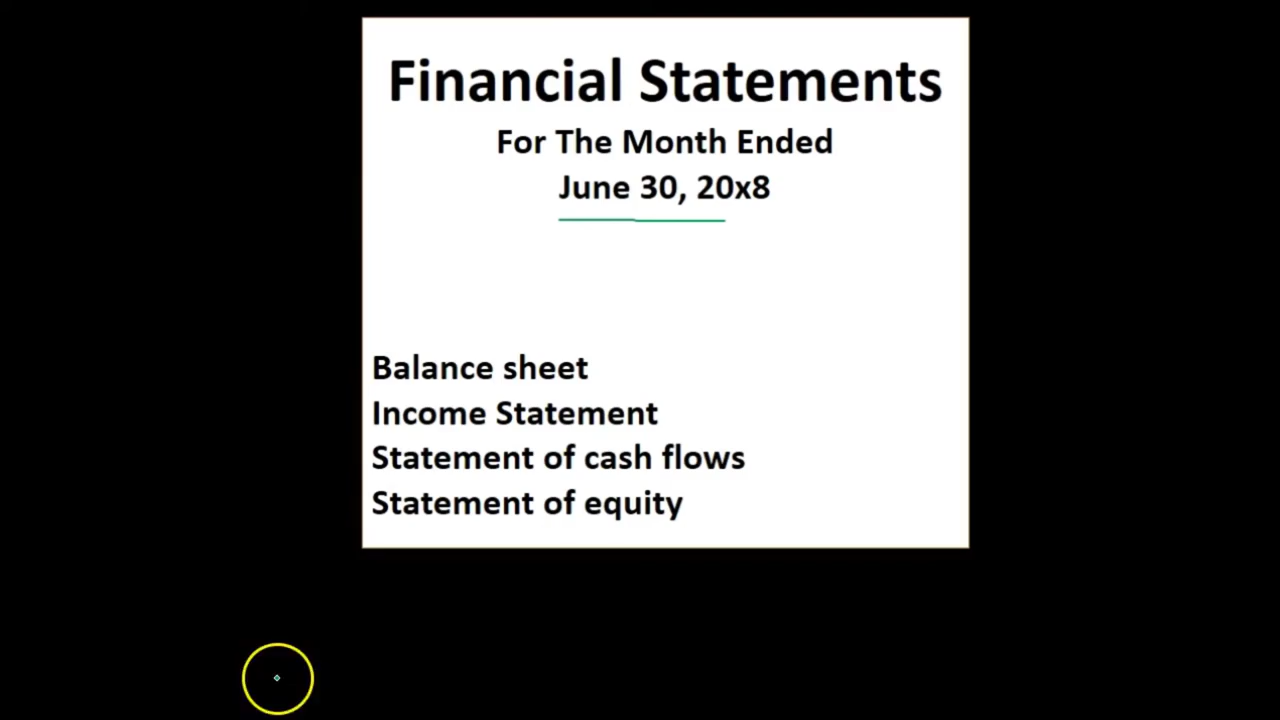 Financial Statements
For The Month Ended
June 30, 20x8
Balance sheet
Income Statement
Statement of cash flows
Statement of equity